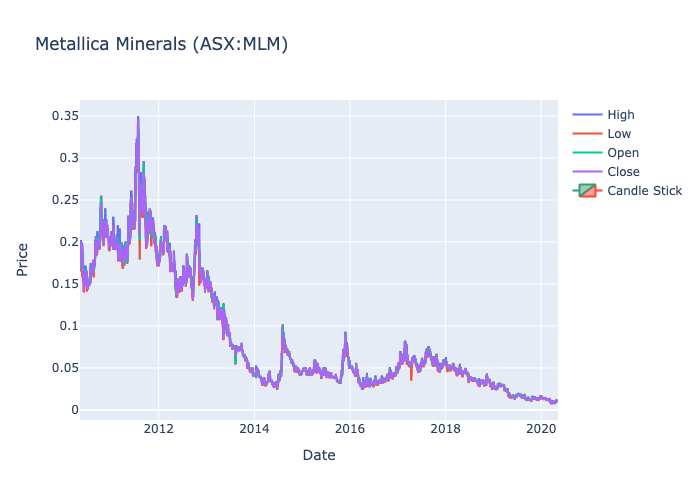 Metallica Minerals (ASX:MLM)
High
Low
Open
Close
Candle Stick
0.35
0.3
0.25
0.2
0.15
0.1
0.05
0
Price
2012
2014
2016
2018
2020
Date